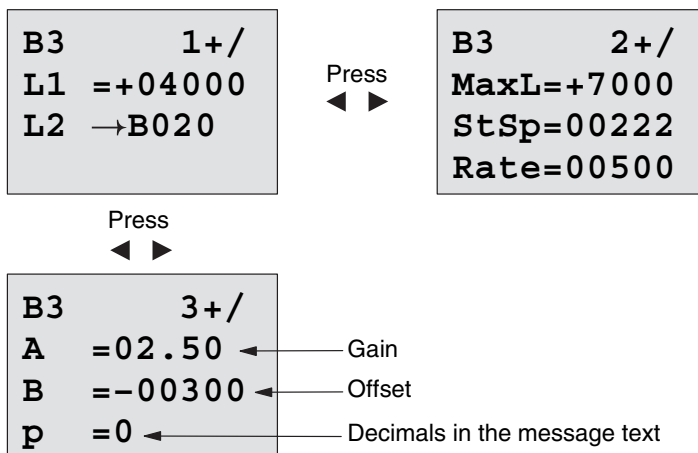 B3 1+/
L1 =+04000
L2 →B020
Press
◄ ►
B3 2+/
MaxL=+7000
StSp=00222
Rate=00500
Press
◄ ►
B3 3+/
A =02.50
Gain
B =-00300
Offset
p =0
Decimals in the message text